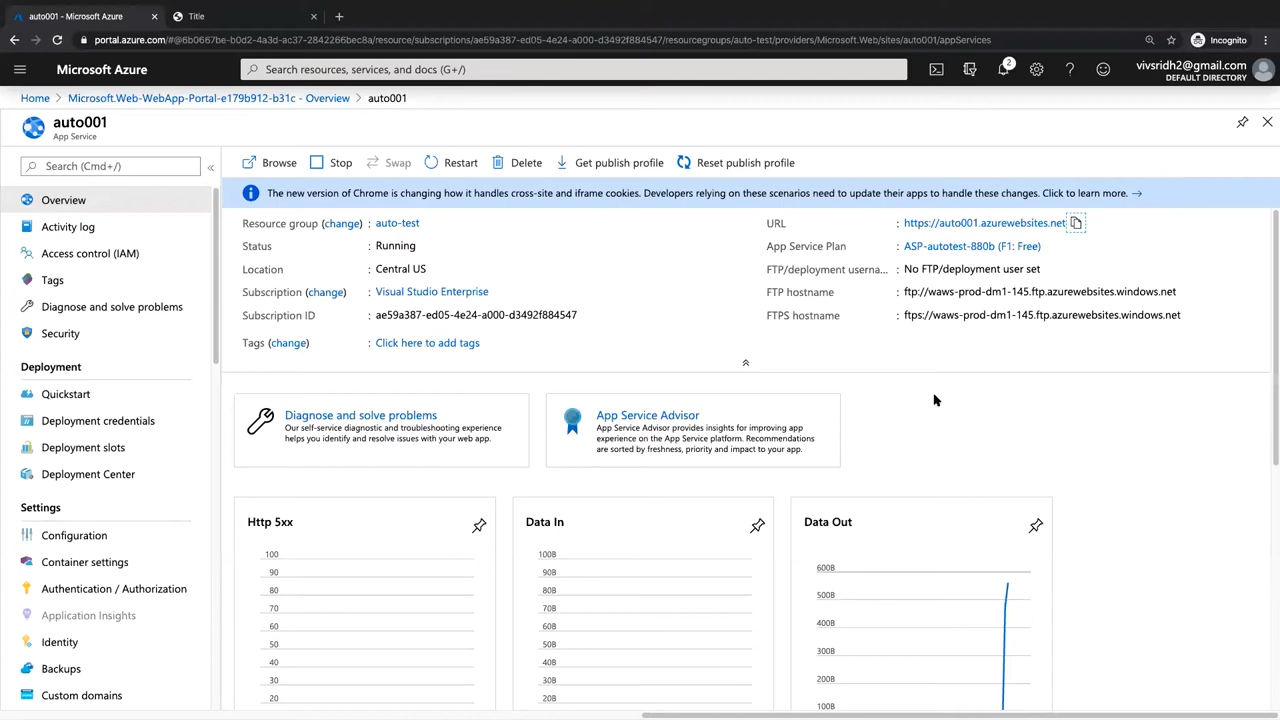 auto001 - Microsoft Azure
Title
portal.azure.com/#@6b0667be-b0d2-4a3d-ac37-2842266bec8a/resource/subscriptions/ae59a387-ed05-4e24-a000-d3492f884547/resourcegroups/auto-test/providers/Microsoft.Web/sites/auto001/appServices
Incognito
Microsoft Azure
Search resources, services, and docs (G+/)
2
vivsridh2@gmail.com
DEFAULT DIRECTORY
Home
Microsoft.Web-WebApp-Portal-e179b912-b31c - Overview
auto001
auto001
App Service
Search (Cmd+/)
Browse
Stop
Swap
Restart
Delete
Get publish profile
Reset publish profile
The new version of Chrome is changing how it handles cross-site and iframe cookies. Developers relying on these scenarios need to update their apps to handle these changes. Click to learn more.
Overview
Activity log
Access control (IAM)
Tags
Diagnose and solve problems
Security
Deployment
Quickstart
Deployment credentials
Deployment slots
Deployment Center
Settings
Configuration
Container settings
Authentication / Authorization
Application Insights
Identity
Backups
Custom domains
Resource group (change) : auto-test
Status : Running
Location : Central US
Subscription (change) : Visual Studio Enterprise
Subscription ID : ae59a387-ed05-4e24-a000-d3492f884547
Tags (change) : Click here to add tags
URL : https://auto001.azurewebsites.net
App Service Plan : ASP-autotest-880b (F1: Free)
FTP/deployment userna... : No FTP/deployment user set
FTP hostname : ftp://waws-prod-dm1-145.ftp.azurewebsites.windows.net
FTPS hostname : ftps://waws-prod-dm1-145.ftp.azurewebsites.windows.net
Diagnose and solve problems
Our self-service diagnostic and troubleshooting experience
helps you identify and resolve issues with your web app.
App Service Advisor
App Service Advisor provides insights for improving app
experience on the App Service platform. Recommendations
are sorted by freshness, priority and impact to your app.
Http 5xx
100
90
80
70
60
50
40
30
20
Data In
100B
90B
80B
70B
60B
50B
40B
30B
20B
Data Out
600B
500B
400B
300B
200B
100B